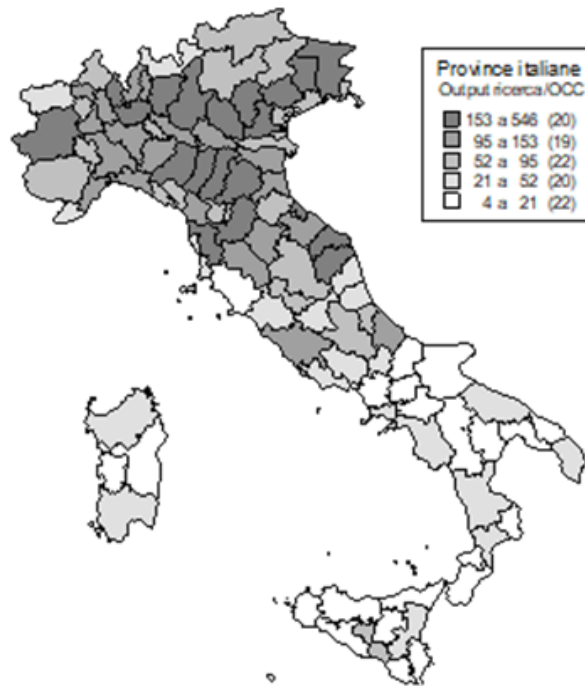 Province italiane
Output ricerca/OCC
153 a 546 (20)
95 a 153 (19)
52 a 95 (22)
21 a 52 (20)
4 a 21 (22)